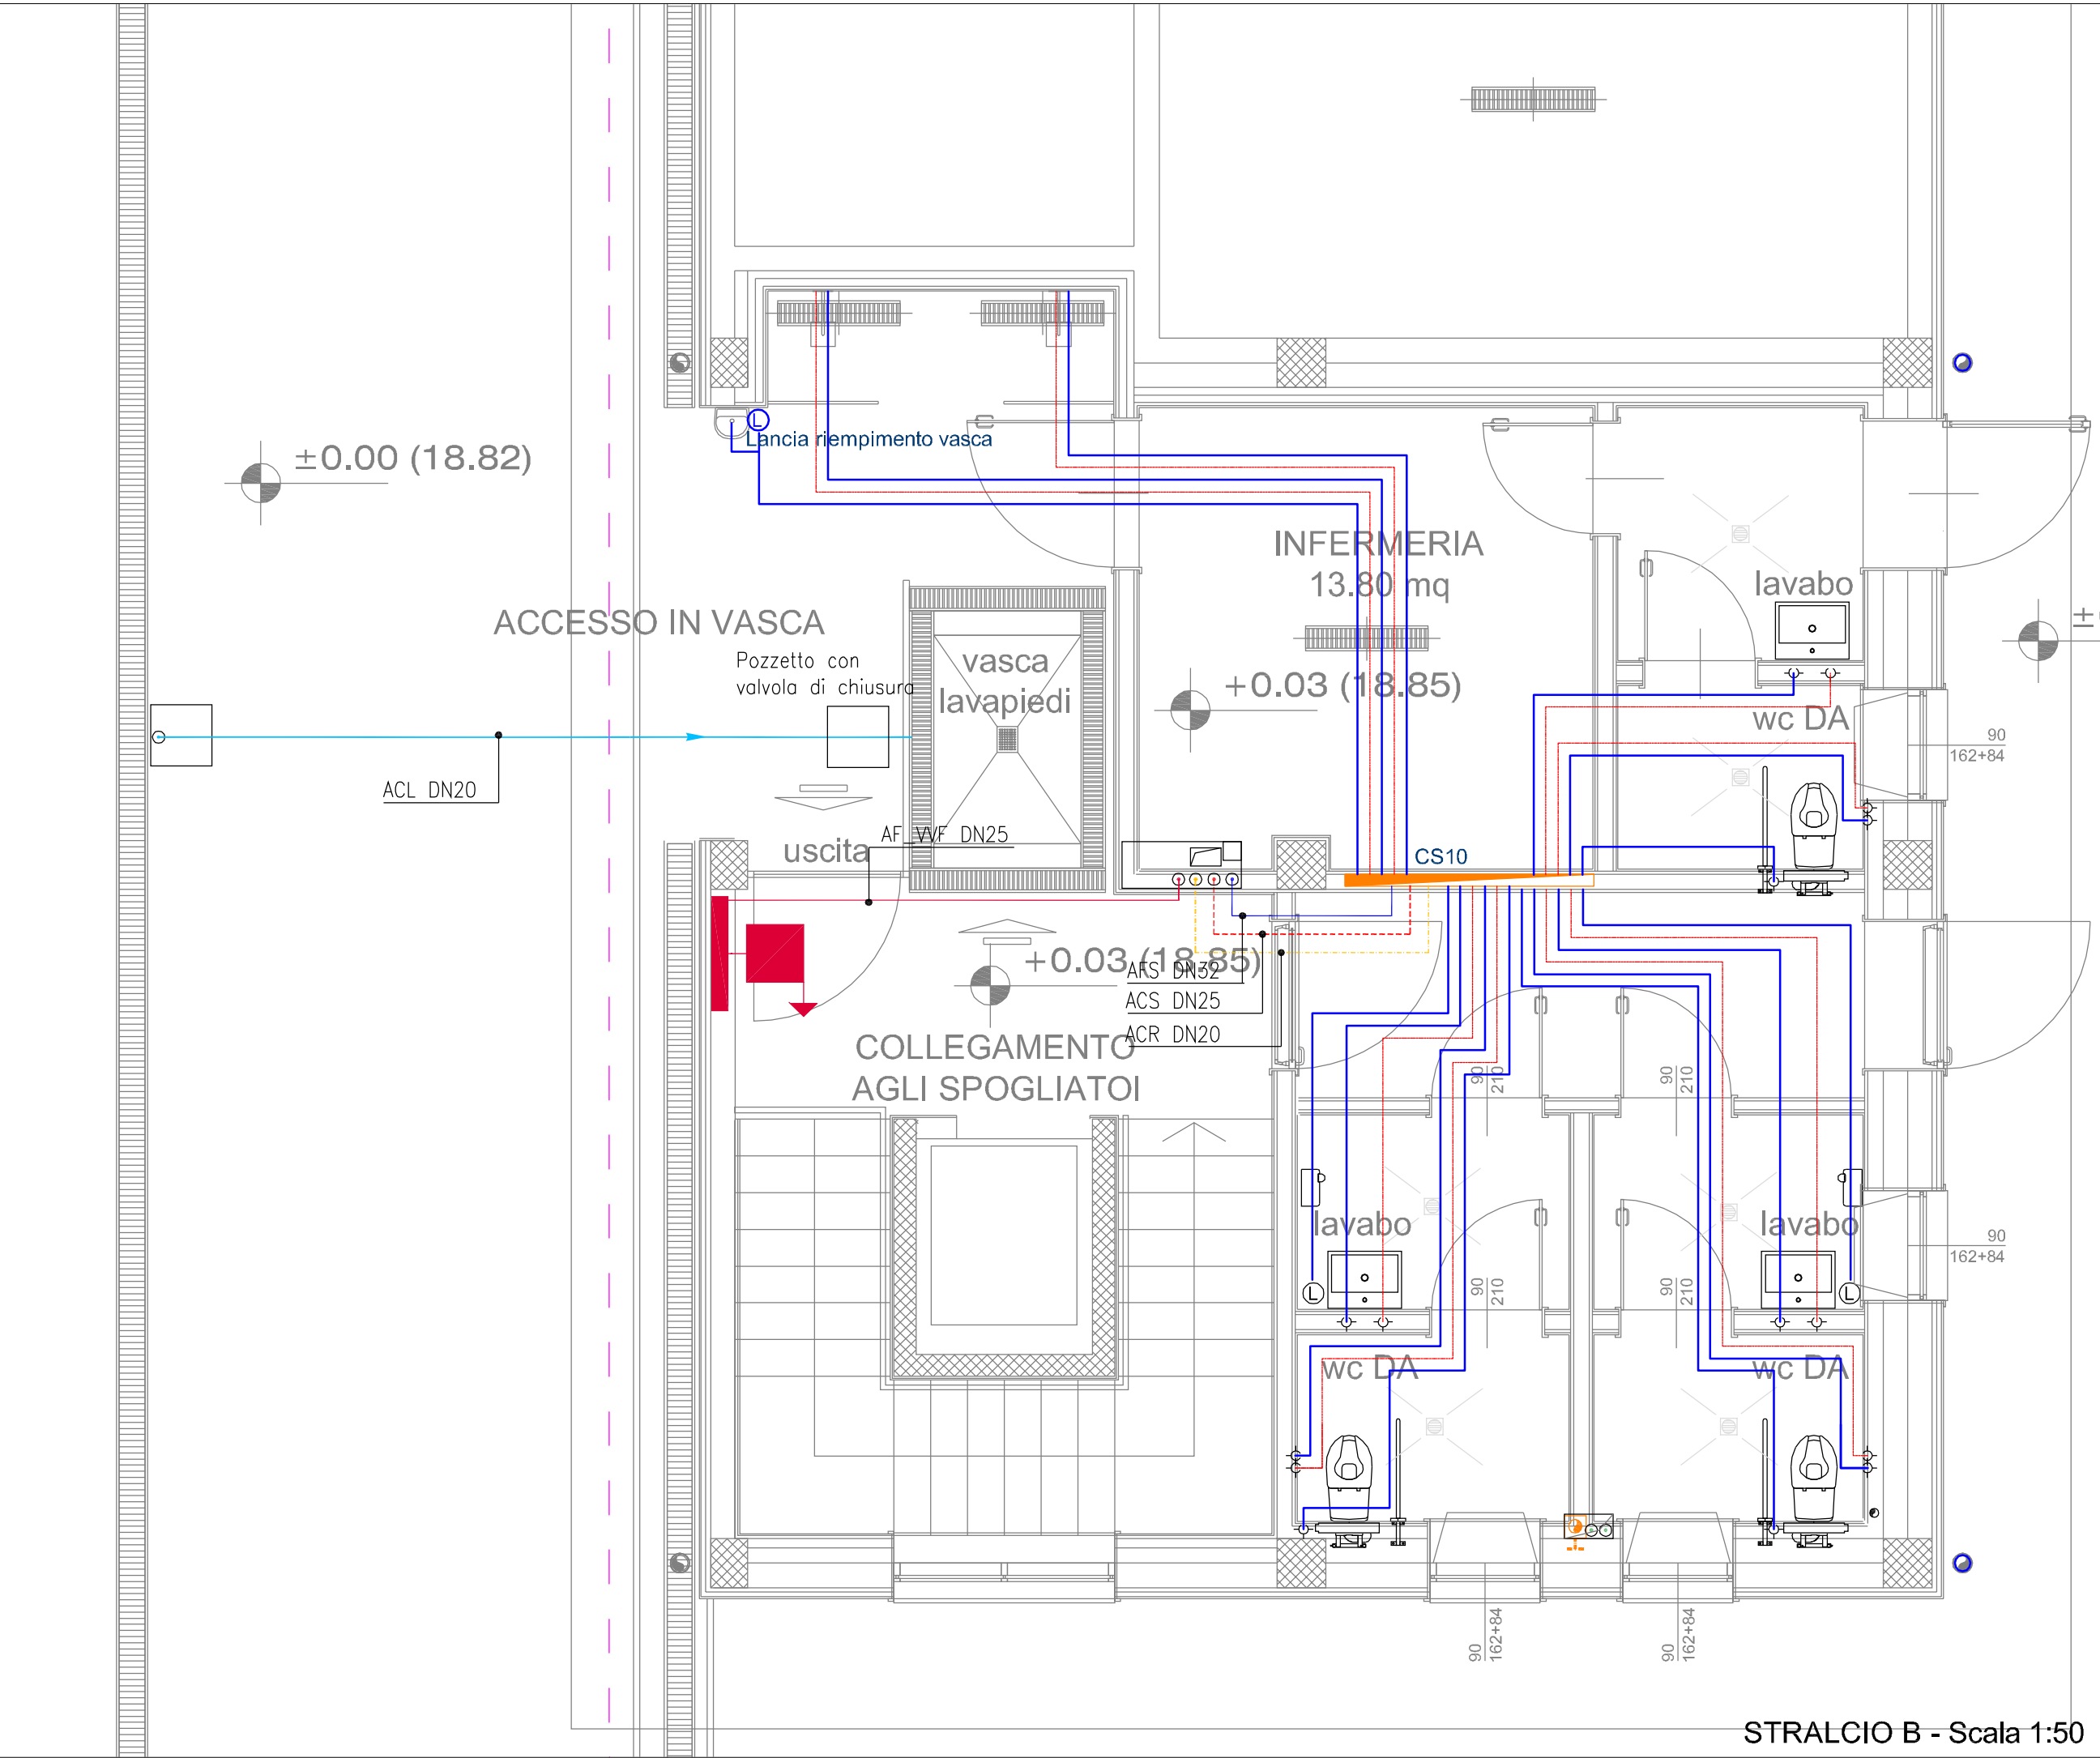 Lancia riempimento vasca
±0.00 (18.82)
INFERMERIA
13.80 mq
lavabo
ACCESSO IN VASCA
Pozzetto con
valvola di chiusura
vasca
lavapiedi
+0.03 (18.85)
wc DA
90
162+84
ACL DN20
AF_VVF DN25
uscita
CS10
+0.03 (18.85)
AFS DN32
ACS DN25
ACR DN20
COLLEGAMENTO
AGLI SPOGLIATOI
90
210
90
210
lavabo
lavabo
90
162+84
90
210
90
210
wc DA
wc DA
L
L
L
90
162+84
90
162+84
STRALCIO B - Scala 1:50